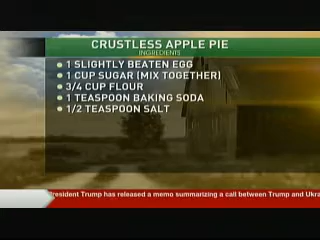 CRUSTLESS APPLE PIE
INGREDIENTS
1 SLIGHTLY BEATEN EGG
1 CUP SUGAR (MIX TOGETHER)
3/4 CUP FLOUR
1 TEASPOON BAKING SODA
1/2 TEASPOON SALT
resident Trump has released a memo summarizing a call between Trump and Ukra